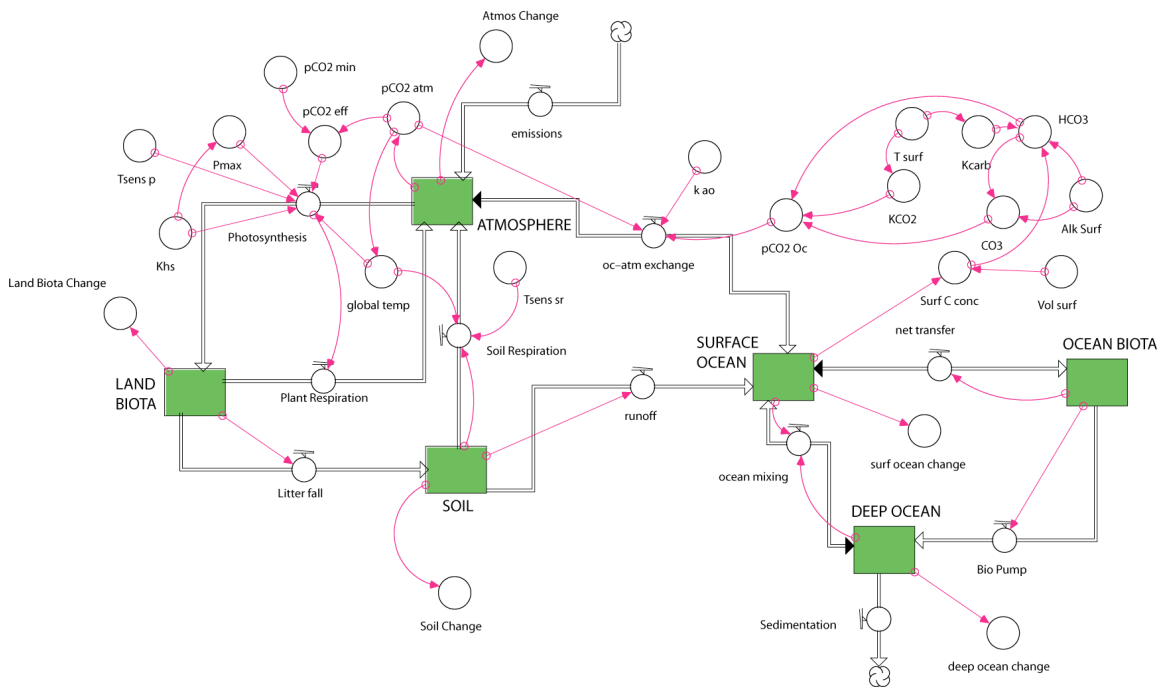 Atmos Change
pCO2 min
pCO2 atm
pCO2 eff
emissions
HCO3
T surf
Kcarb
Pmax
Tsens p
k ao
KCO2
Alk Surf
ATMOSPHERE
Photosynthesis
pCO2 Oc
CO3
Khs
oc-atm exchange
Land Biota Change
global temp
Tsens sr
Surf C conc
Vol surf
net transfer
Soil Respiration
SURFACE
OCEAN
OCEAN BIOTA
LAND
BIOTA
Plant Respiration
runoff
surf ocean change
ocean mixing
Litter fall
SOIL
DEEP OCEAN
Bio Pump
Soil Change
Sedimentation
deep ocean change